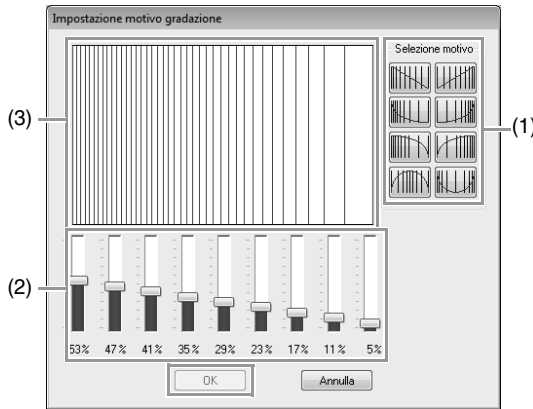 Impostazione motivo gradazione
Selezione motivo
(1)
(3)
(2)
53% 47% 41% 35% 29% 23% 17% 11% 5%
OK Annulla